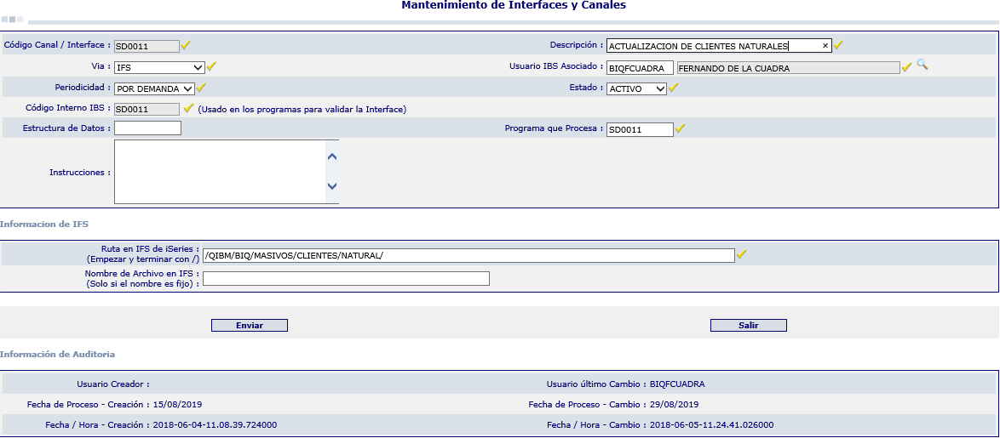 Mantenimiento de Interfaces y Canales
Código Canal / Interface : SD0011 Descripción : ACTUALIZACION DE CLIENTES NATURALES ×
Via : IFS Usuario IBS Asociado : BIQFCUADRA FERNANDO DE LA CUADRA
Periodicidad : POR DEMANDA Estado : ACTIVO
Código Interno IBS : SD0011 (Usado en los programas para validar la Interface)
Estructura de Datos : Programa que Procesa : SD0011
Instrucciones :
Informacion de IFS
Ruta en IFS de iSeries :
(Empezar y terminar con /) /QIBM/BIQ/MASIVOS/CLIENTES/NATURAL/
Nombre de Archivo en IFS :
(Solo si el nombre es fijo) :
Enviar Salir
Información de Auditoria
Usuario Creador : Usuario último Cambio : BIQFCUADRA
Fecha de Proceso - Creación : 15/08/2019 Fecha de Proceso - Cambio : 29/08/2019
Fecha / Hora - Creación : 2018-06-04-11.08.39.724000 Fecha / Hora - Cambio : 2018-06-05-11.24.41.026000